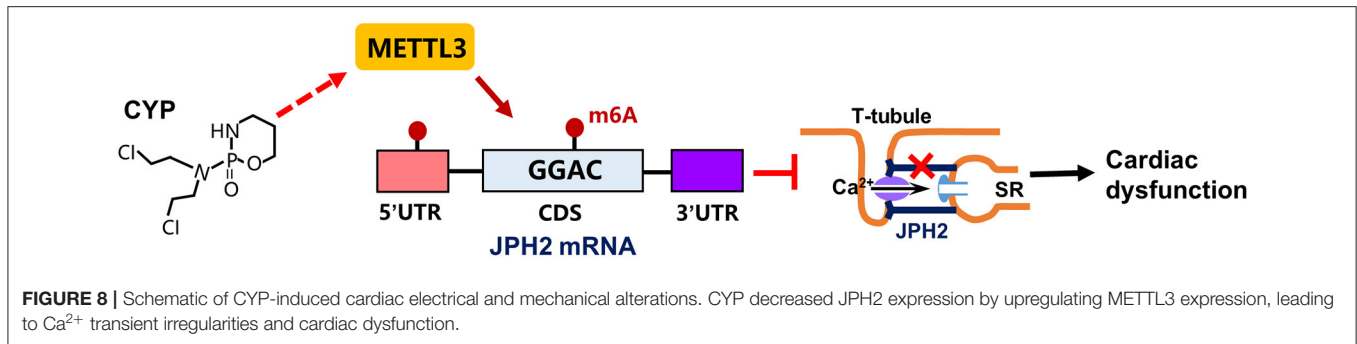 METTL3
CYP
HN
Cl
P
N
O
O
Cl
m6A
GGAC
5'UTR
CDS
3'UTR
JPH2 mRNA
T-tubule
Ca2+
SR
JPH2
Cardiac
dysfunction
FIGURE 8 | Schematic of CYP-induced cardiac electrical and mechanical alterations. CYP decreased JPH2 expression by upregulating METTL3 expression, leading
to Ca2+ transient irregularities and cardiac dysfunction.